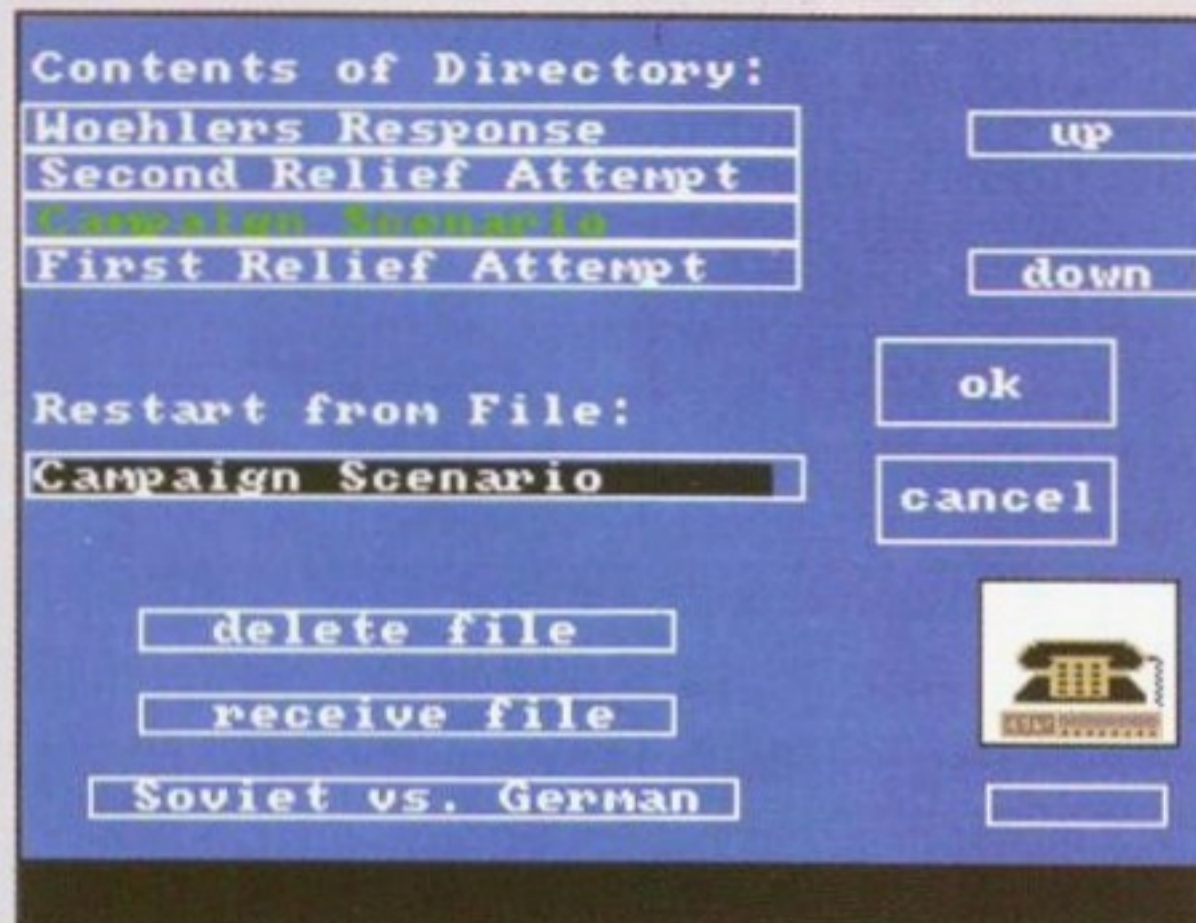 Contents of Directory:
Woehlers Response
up
Second Relief Attempt
Campaign Scenario
First Relief Attempt
down
ok
Restart from File:
Campaign Scenario
cancel
delete file
receive file
Soviet vs. German